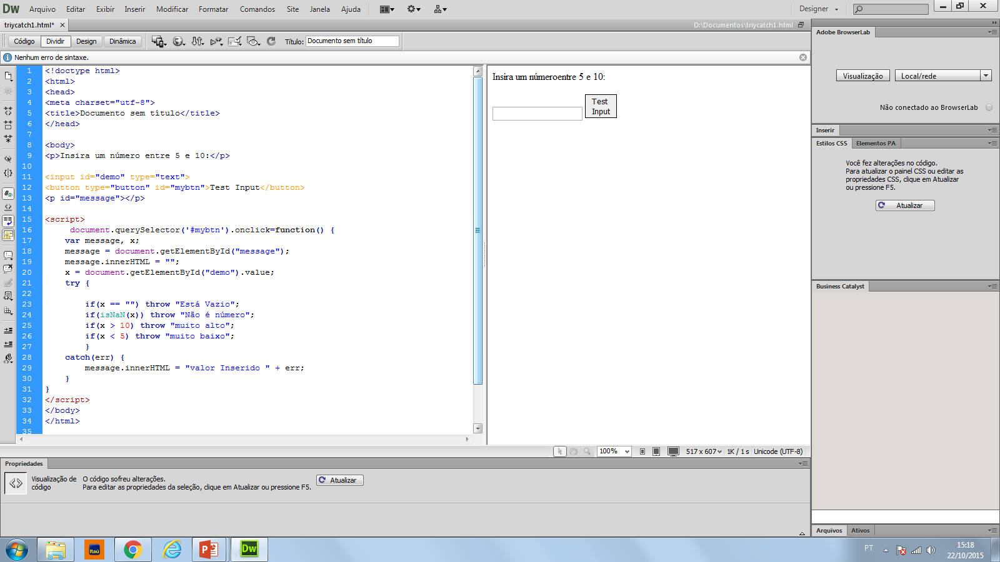 Dw Arquivo Editar Exibir Inserir Modificar Formatar Comandos Site Janela Ajuda Designer
triycatch1.html* D:\Documentos\triycatch1.html
Código Dividir Design Dinâmica Título: Documento sem título
Nenhum erro de sintaxe.
1 <!doctype html>
2 <html>
3 <head>
4 <meta charset="utf-8">
5 <title>Documento sem título</title>
6 </head>
7
8 <body>
9 <p>Insira um número entre 5 e 10:</p>
10
11 <input id="demo" type="text">
12 <button type="button" id="mybtn">Test Input</button>
13 <p id="message"></p>
14
15 <script>
16 document.querySelector('#mybtn').onclick=function() {
17 var message, x;
18 message = document.getElementById("message");
19 message.innerHTML = "";
20 x = document.getElementById("demo").value;
21 try {
22
23 if(x == "") throw "Está Vazio";
24 if(isNaN(x)) throw "Não é número";
25 if(x > 10) throw "muito alto";
26 if(x < 5) throw "muito baixo";
27 }
28 catch(err) {
29 message.innerHTML = "valor Inserido " + err;
30 }
31 }
32 </script>
33 </body>
34 </html>
35
Insira um númeroentre 5 e 10:
Test
Input
100% 517 x 607 1K / 1 s Unicode (UTF-8)
Propriedades
Visualização de
código
O código sofreu alterações.
Para editar as propriedades da seleção, clique em Atualizar ou pressione F5.
Atualizar
Adobe BrowserLab
Visualização Local/rede
Não conectado ao BrowserLab
Inserir
Estilos CSS Elementos PA
Você fez alterações no código.
Para atualizar o painel CSS ou editar as
propriedades CSS, clique em Atualizar
ou pressione F5.
Atualizar
Business Catalyst
Arquivos Ativos
Itaú
Dw
PT
15:18
22/10/2015